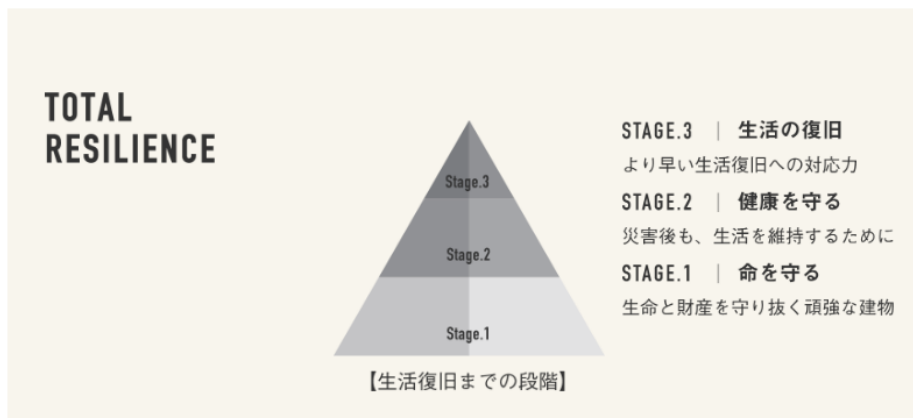 TOTAL
RESILIENCE
Stage.3
Stage.2
Stage.1
【生活復旧までの段階】
STAGE.3 | 生活の復旧
より早い生活復旧への対応力
STAGE.2 | 健康を守る
災害後も、生活を維持するために
STAGE.1 | 命を守る
生命と財産を守り抜く頑強な建物